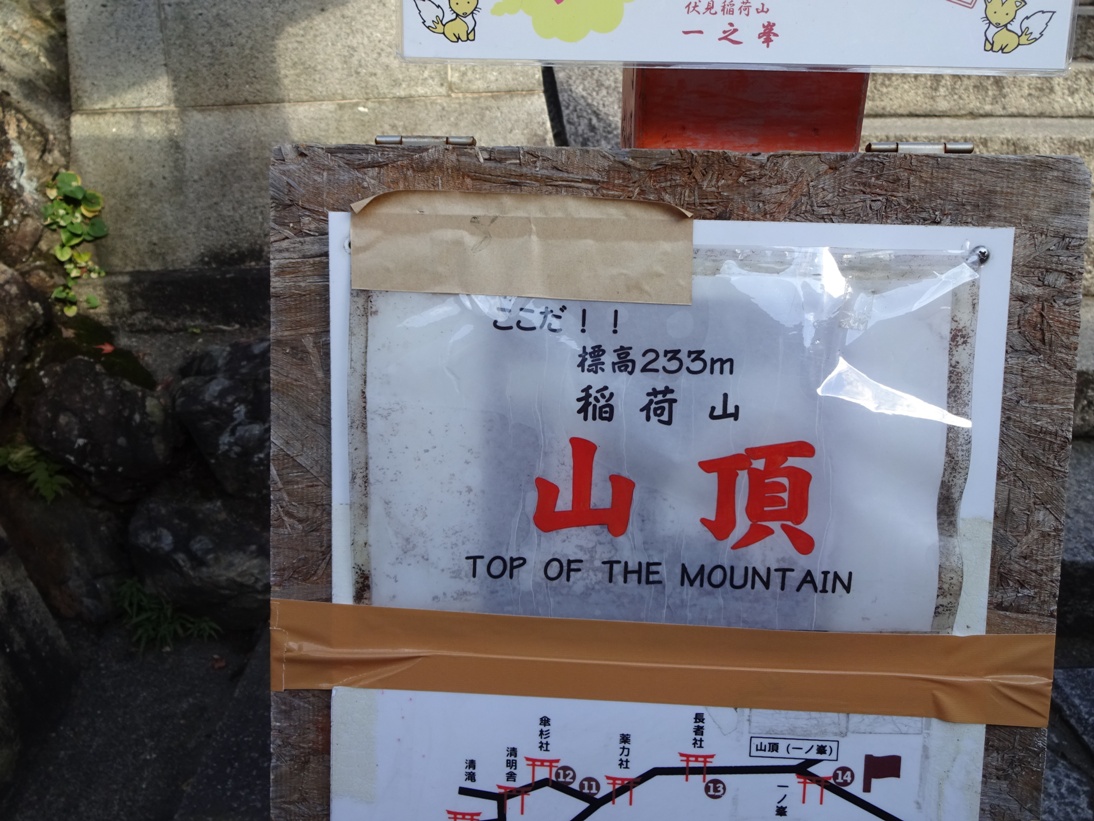 伏見稲荷山
一之峯
ここだ！！
標高233m
稲荷山
山頂
TOP OF THE MOUNTAIN
長者社
傘杉社
薬力社
清明舎
清滝
山頂（一ノ峯）
12
11
13
14
一ノ峯